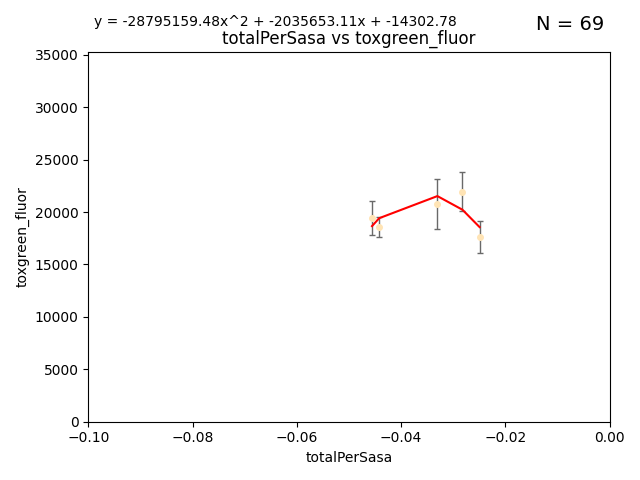 y = -28795159.48x^2 + -2035653.11x + -14302.78
N = 69
totalPerSasa vs toxgreen_fluor
35000
30000
25000
20000
15000
10000
5000
0
toxgreen_fluor
−0.10
−0.08
−0.06
−0.04
−0.02
0.00
totalPerSasa